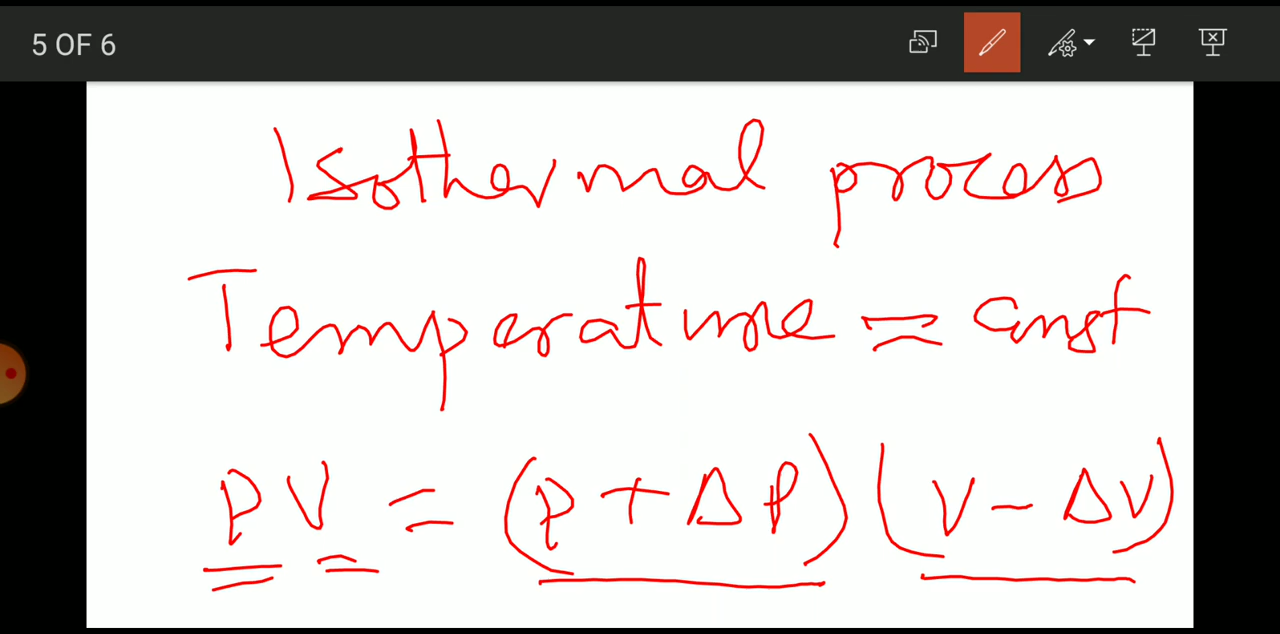 5 OF 6
Isothermal process
Temperature = const
PV = (P + ΔP) (V - ΔV)